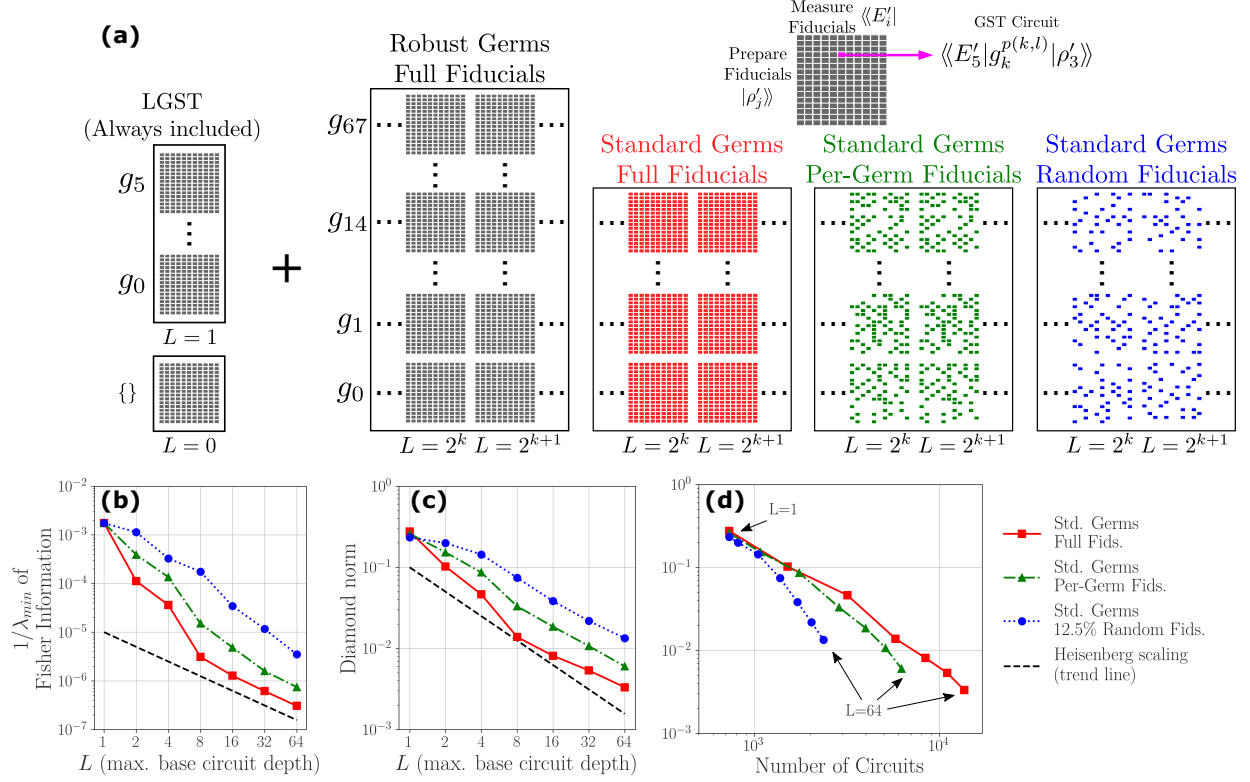 (a)
LGST
(Always included)
g5
g0
L = 1
{}
L = 0
+
Robust Germs
Full Fiducials
g67
g14
g1
g0
L = 2^k L = 2^{k+1}
Measure
Fiducials ⟨⟨E'_i|
Prepare
Fiducials
|ρ'_j⟩⟩
GST Circuit
⟨⟨E'_5|g_k^{p(k,l)}|ρ'_3⟩⟩
Standard Germs
Full Fiducials
L = 2^k L = 2^{k+1}
Standard Germs
Per-Germ Fiducials
L = 2^k L = 2^{k+1}
Standard Germs
Random Fiducials
L = 2^k L = 2^{k+1}
(b)
1/λ_min of
Fisher Information
10^−2
10^−3
10^−4
10^−5
10^−6
10^−7
1 2 4 8 16 32 64
L (max. base circuit depth)
(c)
Diamond norm
10^0
10^−1
10^−2
10^−3
1 2 4 8 16 32 64
L (max. base circuit depth)
(d)
10^0
10^−1
10^−2
10^−3
L=1
L=64
10^3 10^4
Number of Circuits
Std. Germs
Full Fids.
Std. Germs
Per-Germ Fids.
Std. Germs
12.5% Random Fids.
Heisenberg scaling
(trend line)